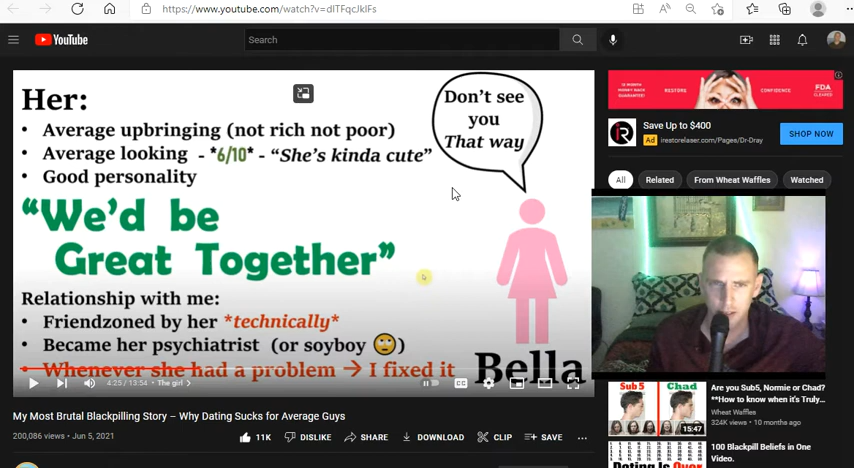 https://www.youtube.com/watch?v=dITFqcJkIFs
YouTube
Search
Her:
• Average upbringing (not rich not poor)
• Average looking - *6/10* - “She's kinda cute”
• Good personality
“We'd be
Great Together”
Relationship with me:
• Friendzoned by her *technically*
• Became her psychiatrist (or soyboy 🙄)
• Whenever she had a problem → I fixed it
Don't see
you
That way
Bella
4:25 / 13:54 • The girl >
CC
My Most Brutal Blackpilling Story – Why Dating Sucks for Average Guys
200,086 views • Jun 5, 2021
11K
DISLIKE
SHARE
DOWNLOAD
CLIP
SAVE
RESTORE
CONFIDENCE
FDA
Save Up to $400
Ad irestorelaser.com/Pages/Dr-Dray
SHOP NOW
All
Related
From Wheat Waffles
Watched
Sub5
Chad
15:47
Are you Sub5, Normie or Chad?
**How to know when it's Truly...
Wheat Waffles
324K views • 10 months ago
100 Blackpill Beliefs
100 Blackpill Beliefs in One
Video.